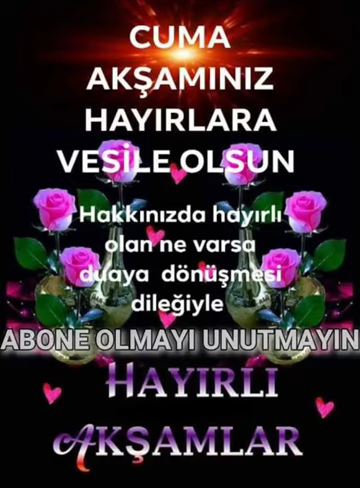 CUMA
AKŞAMINIZ
HAYIRLARA
VESİLE OLSUN
Hakkınızda hayırlı
olan ne varsa
duaya dönüşmesi
dileğiyle
ABONE OLMAYI UNUTMAYIN
HAYIRLI
AKŞAMLAR